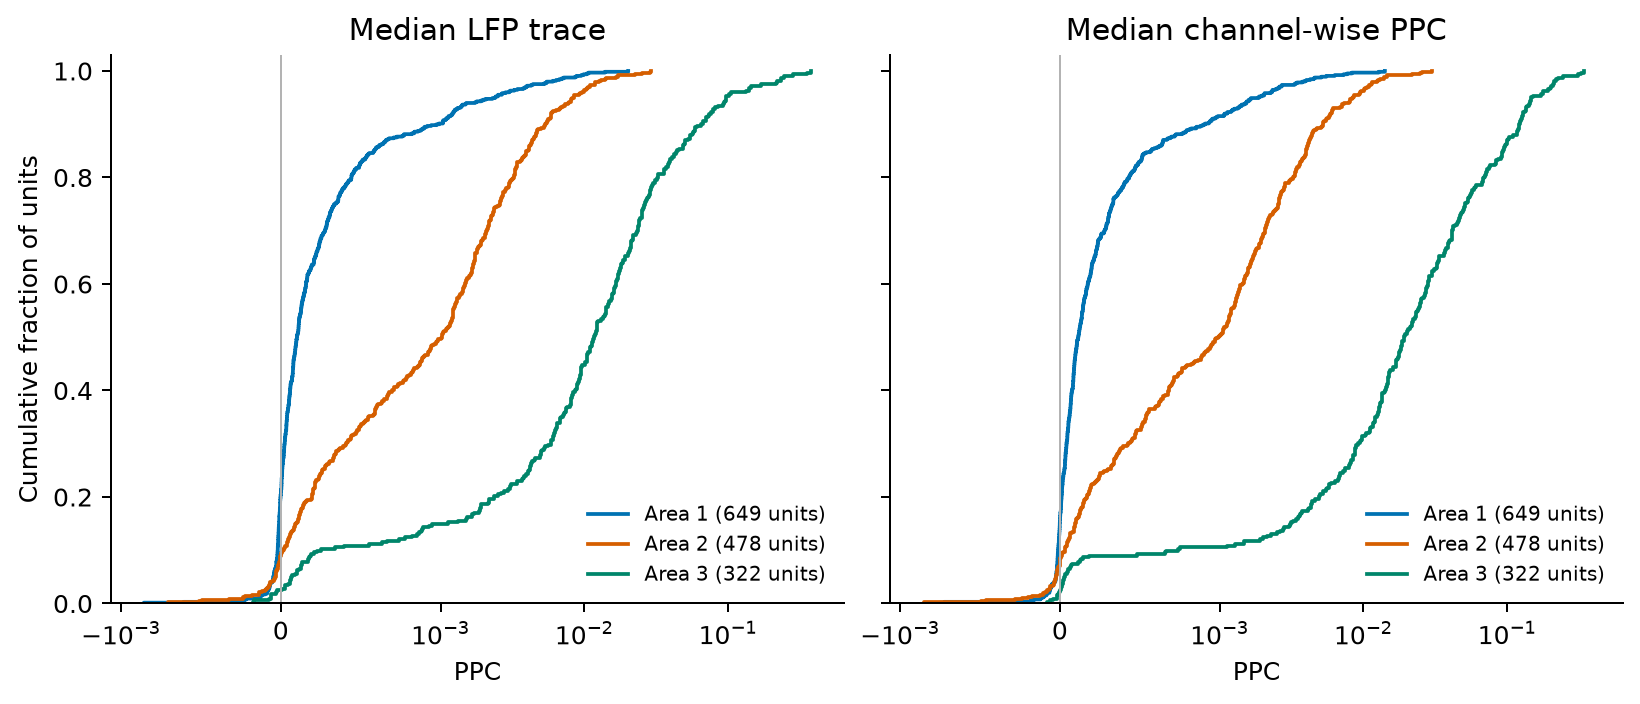 Median LFP trace
Median channel-wise PPC
Cumulative fraction of units
1.0
0.8
0.6
0.4
0.2
0.0
Area 1 (649 units)
Area 2 (478 units)
Area 3 (322 units)
Area 1 (649 units)
Area 2 (478 units)
Area 3 (322 units)
−10⁻³ 0 10⁻³ 10⁻² 10⁻¹
−10⁻³ 0 10⁻³ 10⁻² 10⁻¹
PPC
PPC